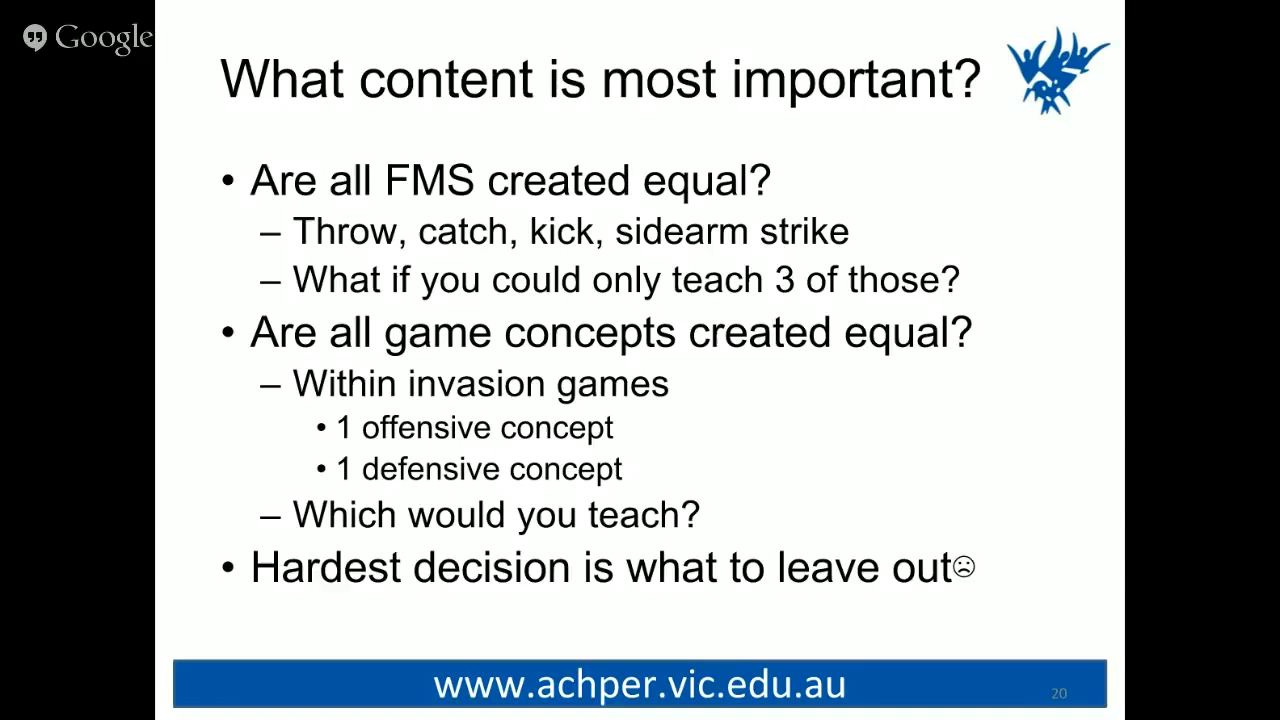 Google
What content is most important?
• Are all FMS created equal?
– Throw, catch, kick, sidearm strike
– What if you could only teach 3 of those?
• Are all game concepts created equal?
– Within invasion games
• 1 offensive concept
• 1 defensive concept
– Which would you teach?
• Hardest decision is what to leave out☹
www.achper.vic.edu.au
20